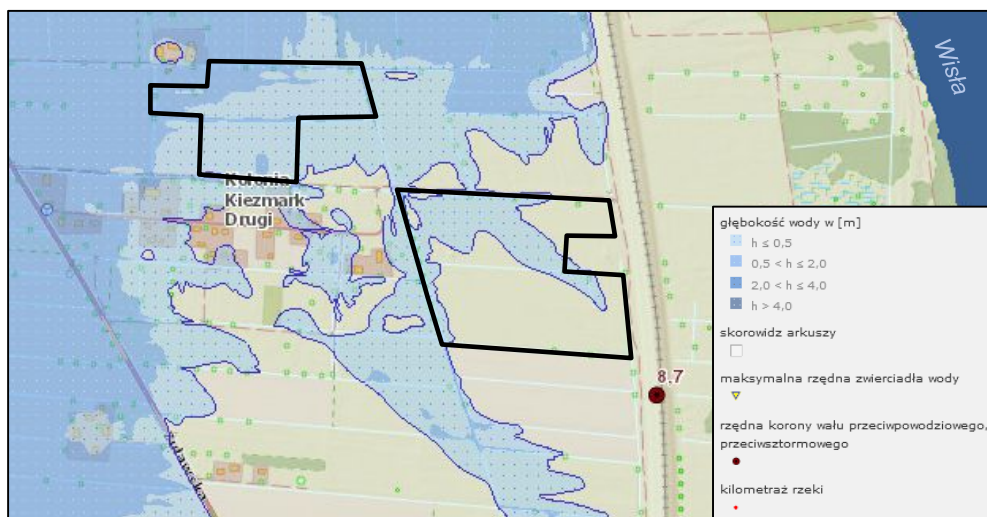 Wisła
Kolonia
Kiezmark
Drugi
8.7
Żuławska
głębokość wody w [m]
h ≤ 0,5
0,5 < h ≤ 2,0
2,0 < h ≤ 4,0
h > 4,0
skorowidz arkuszy
maksymalna rzędna zwierciadła wody
rzędna korony wału przeciwpowodziowego,
przeciwsztormowego
kilometraż rzeki